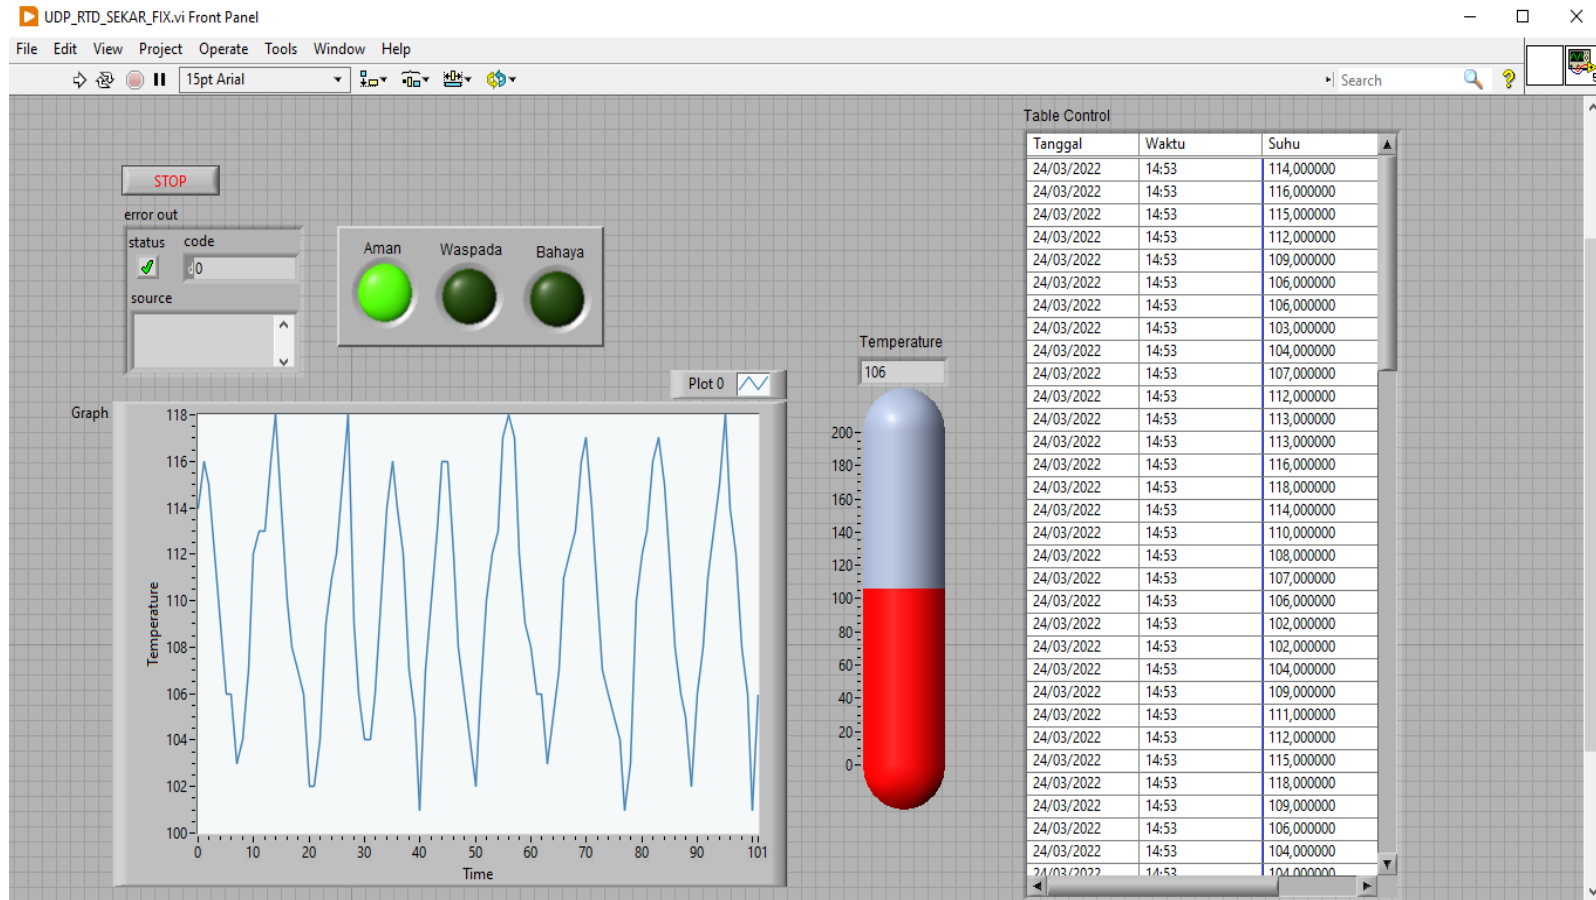 UDP_RTD_SEKAR_FIX.vi Front Panel
File Edit View Project Operate Tools Window Help
15pt Arial
Search
STOP
error out
status code
0
source
Aman Waspada Bahaya
Plot 0
Graph
118
116
114
112
110
108
106
104
102
100
Temperature
0 10 20 30 40 50 60 70 80 90 101
Time
Temperature
106
200
180
160
140
120
100
80
60
40
20
0
Table Control
Tanggal Waktu Suhu
24/03/2022 14:53 114,000000
24/03/2022 14:53 116,000000
24/03/2022 14:53 115,000000
24/03/2022 14:53 112,000000
24/03/2022 14:53 109,000000
24/03/2022 14:53 106,000000
24/03/2022 14:53 106,000000
24/03/2022 14:53 103,000000
24/03/2022 14:53 104,000000
24/03/2022 14:53 107,000000
24/03/2022 14:53 112,000000
24/03/2022 14:53 113,000000
24/03/2022 14:53 113,000000
24/03/2022 14:53 116,000000
24/03/2022 14:53 118,000000
24/03/2022 14:53 114,000000
24/03/2022 14:53 110,000000
24/03/2022 14:53 108,000000
24/03/2022 14:53 107,000000
24/03/2022 14:53 106,000000
24/03/2022 14:53 102,000000
24/03/2022 14:53 102,000000
24/03/2022 14:53 104,000000
24/03/2022 14:53 109,000000
24/03/2022 14:53 111,000000
24/03/2022 14:53 112,000000
24/03/2022 14:53 115,000000
24/03/2022 14:53 118,000000
24/03/2022 14:53 109,000000
24/03/2022 14:53 106,000000
24/03/2022 14:53 104,000000
24/03/2022 14:53 104,000000